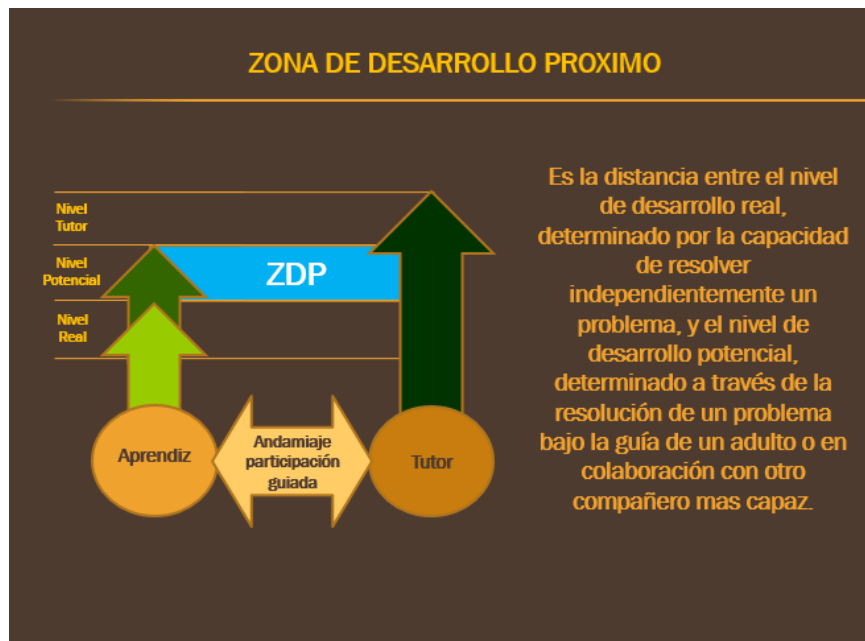 ZONA DE DESARROLLO PROXIMO
Nivel
Tutor
Nivel
Potencial
Nivel
Real
ZDP
Aprendiz
Andamiaje
participación
guiada
Tutor
Es la distancia entre el nivel
de desarrollo real,
determinado por la capacidad
de resolver
independientemente un
problema, y el nivel de
desarrollo potencial,
determinado a través de la
resolución de un problema
bajo la guía de un adulto o en
colaboración con otro
compañero mas capaz.